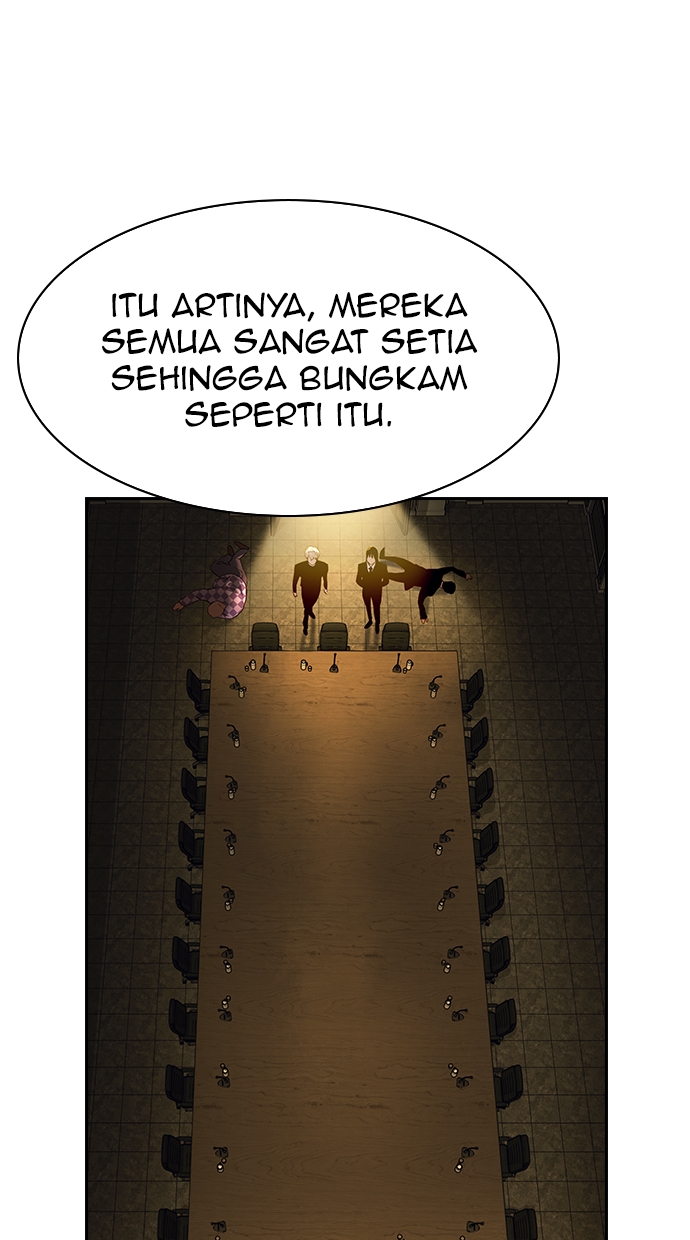 ITU ARTINYA, MEREKA
SEMUA SANGAT SETIA
SEHINGGA BUNGKAM
SEPERTI ITU.